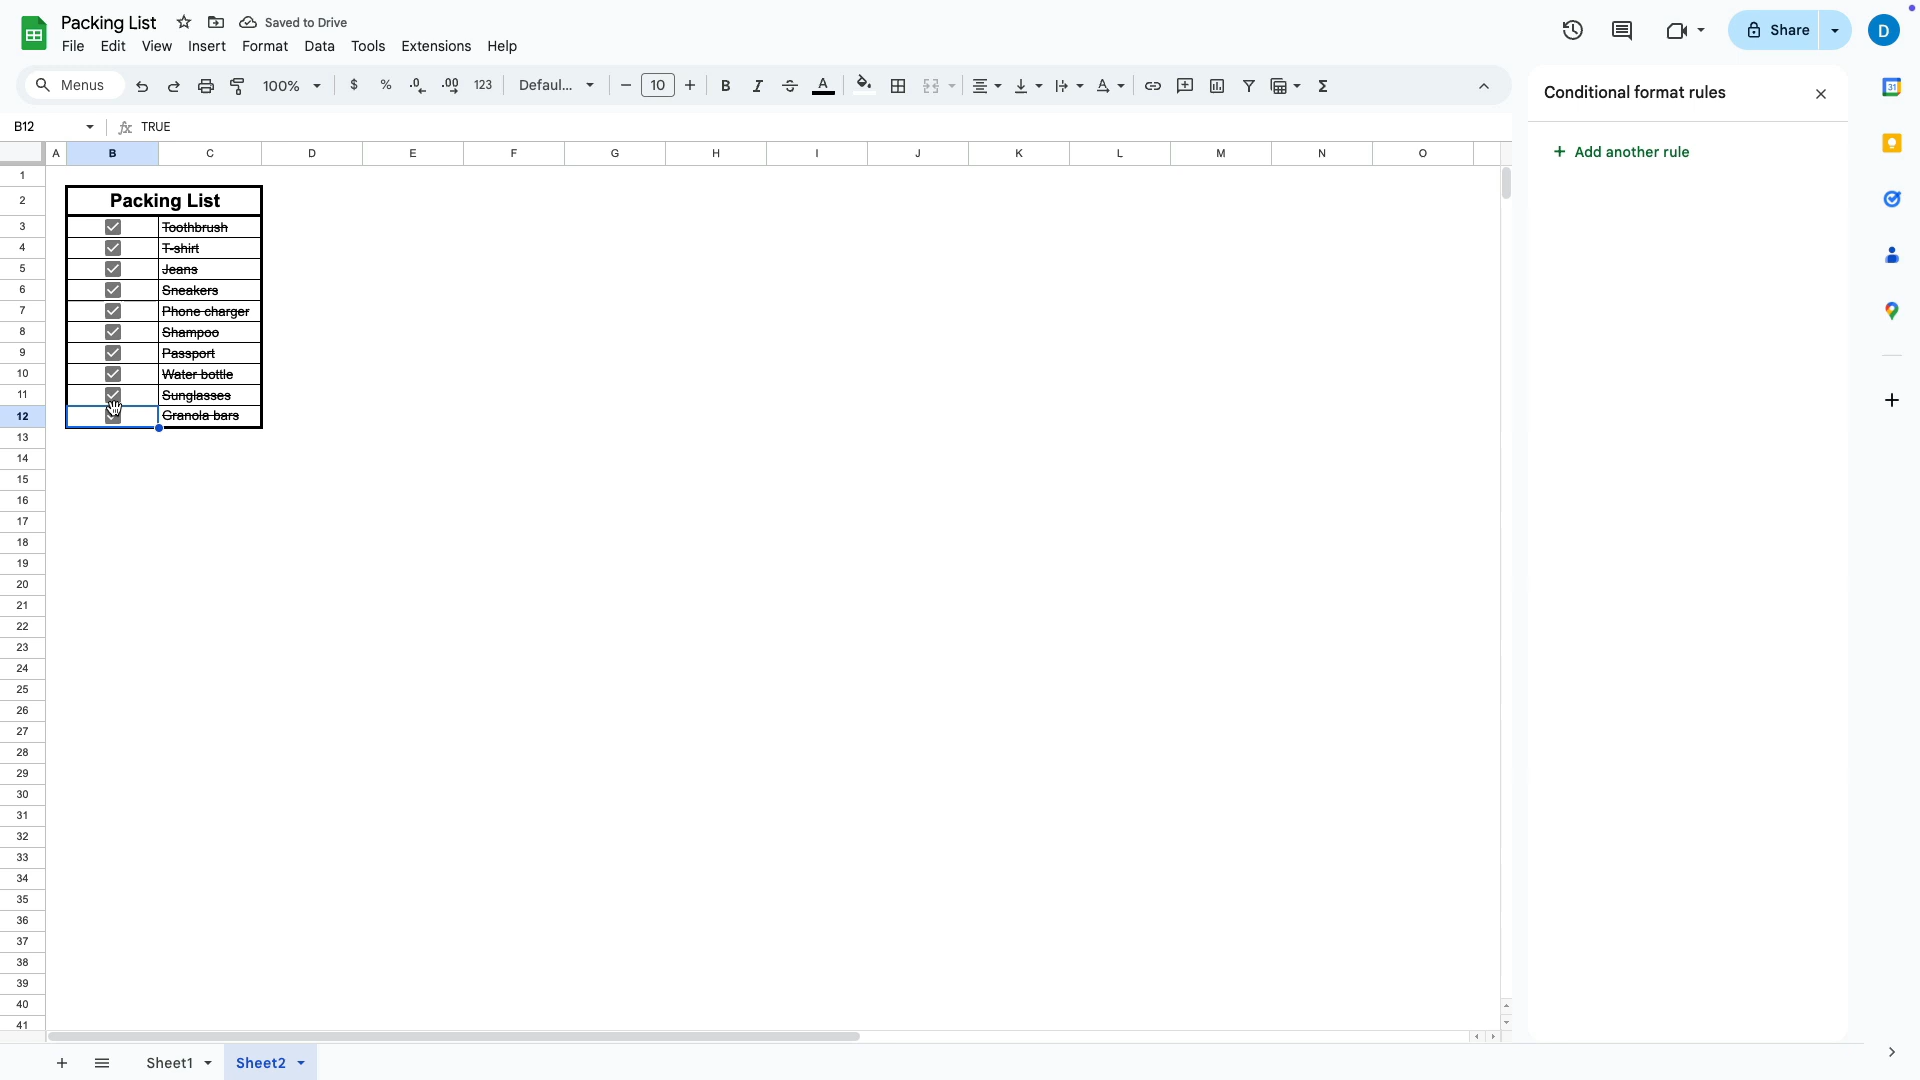 Packing List
Saved to Drive
File Edit View Insert Format Data Tools Extensions Help
Share
D
Menus
100%
$ % .0 .00 123
Defaul...
10
B I A
Conditional format rules
B12
fx TRUE
+ Add another rule
31
A B C D E F G H I J K L M N O
1
2 Packing List
3 Toothbrush
4 T-shirt
5 Jeans
6 Sneakers
7 Phone charger
8 Shampoo
9 Passport
10 Water bottle
11 Sunglasses
12 Granola bars
13
14
15
16
17
18
19
20
21
22
23
24
25
26
27
28
29
30
31
32
33
34
35
36
37
38
39
40
41
Sheet1 Sheet2